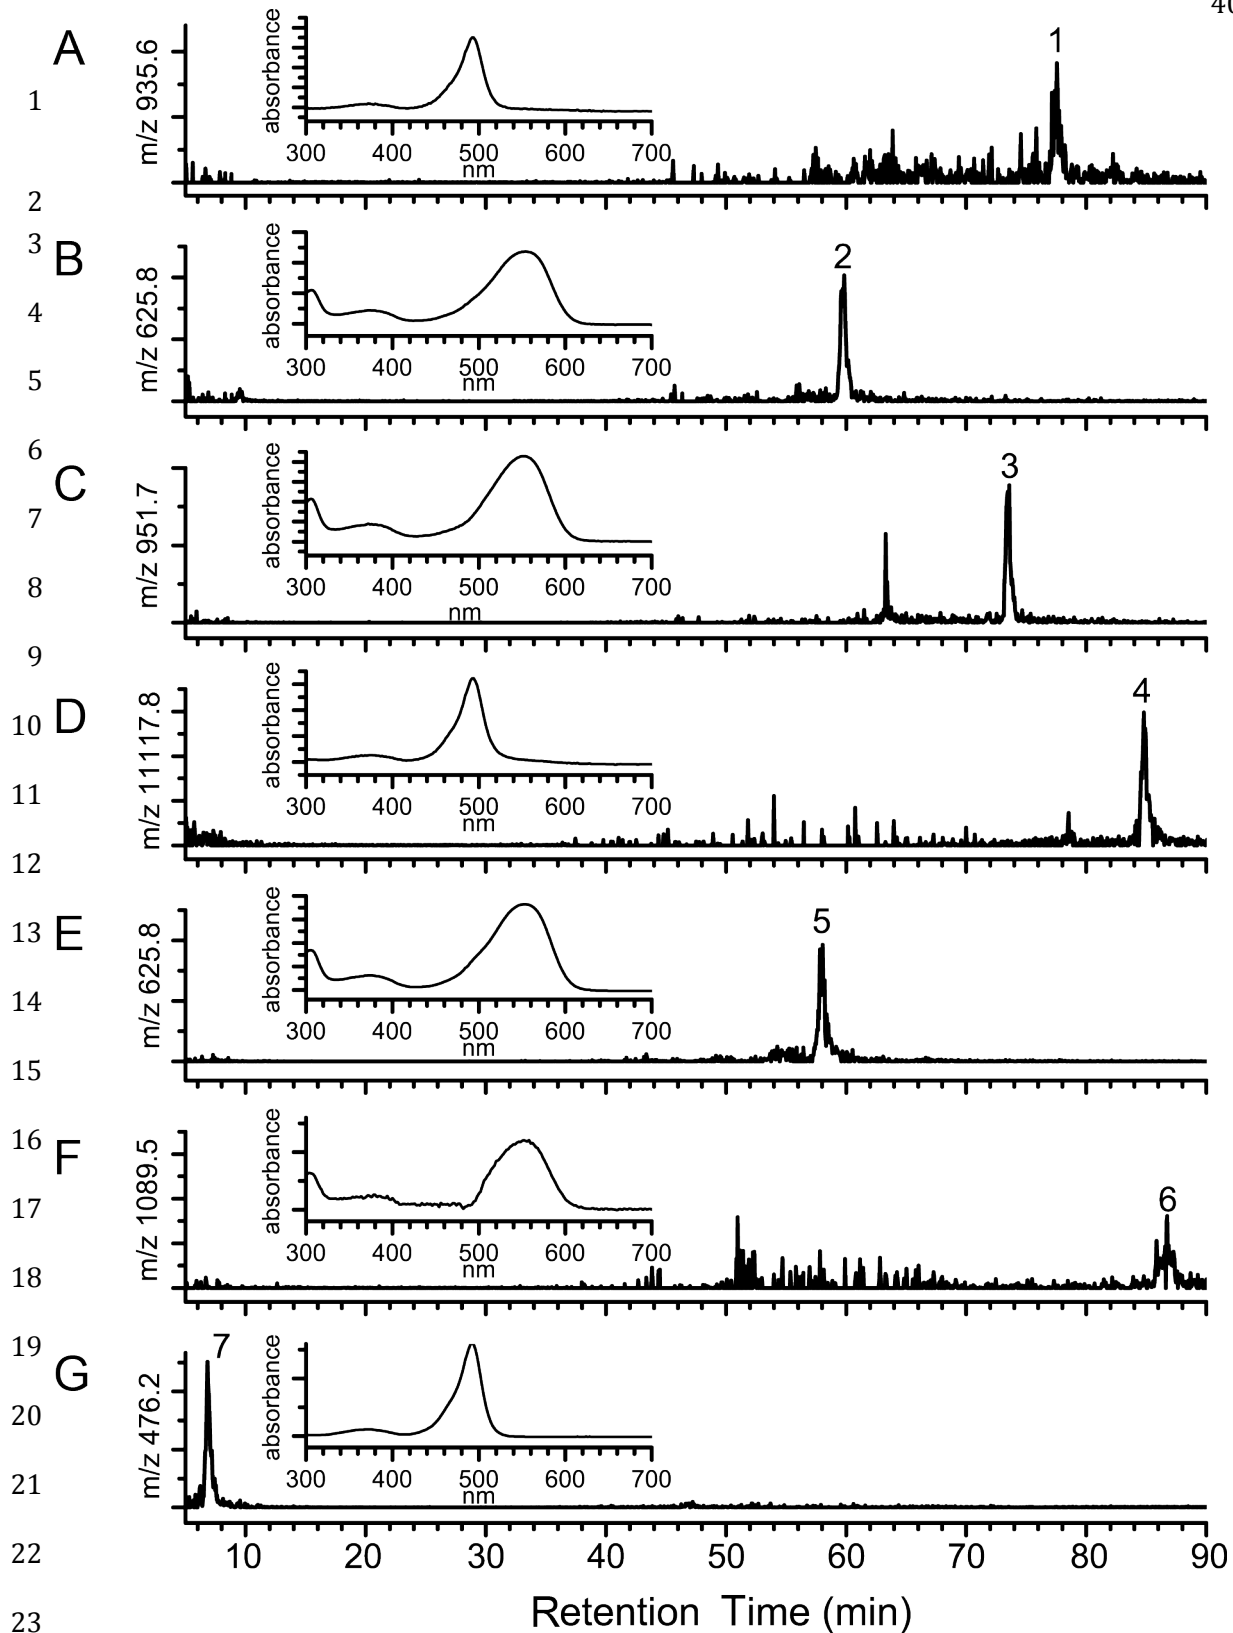 40
A
1
m/z 935.6
absorbance
300 400 500 600 700
nm
1
2
3
B
4
m/z 625.8
absorbance
300 400 500 600 700
nm
2
5
6
C
7
m/z 951.7
absorbance
300 400 500 600 700
nm
3
8
9
10
D
m/z 11117.8
absorbance
300 400 500 600 700
nm
4
11
12
13
E
m/z 625.8
absorbance
300 400 500 600 700
nm
5
14
15
16
F
17
m/z 1089.5
absorbance
300 400 500 600 700
nm
6
18
19
G
20
m/z 476.2
absorbance
300 400 500 600 700
nm
7
21
10 20 30 40 50 60 70 80 90
22
Retention Time (min)
23